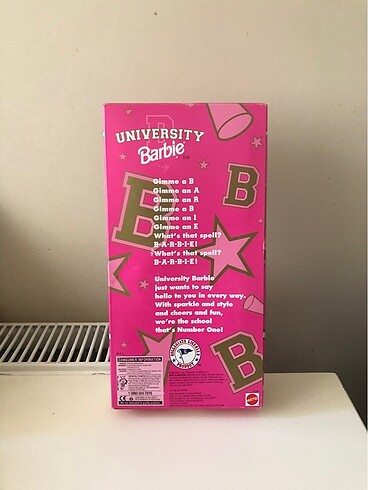 UNIVERSITY
Barbie
Gimme a B
Gimme an A
Gimme an R
Gimme a B
Gimme an I
Gimme an E
What's that spell?
B-A-R-B-I-E!
What's that spell?
B-A-R-B-I-E!
University Barbie
just wants to say
hello to you in every way.
With sparkle and style
and cheers and fun,
we're the school
that's Number One!
B
B
B
CONSUMER INFORMATION